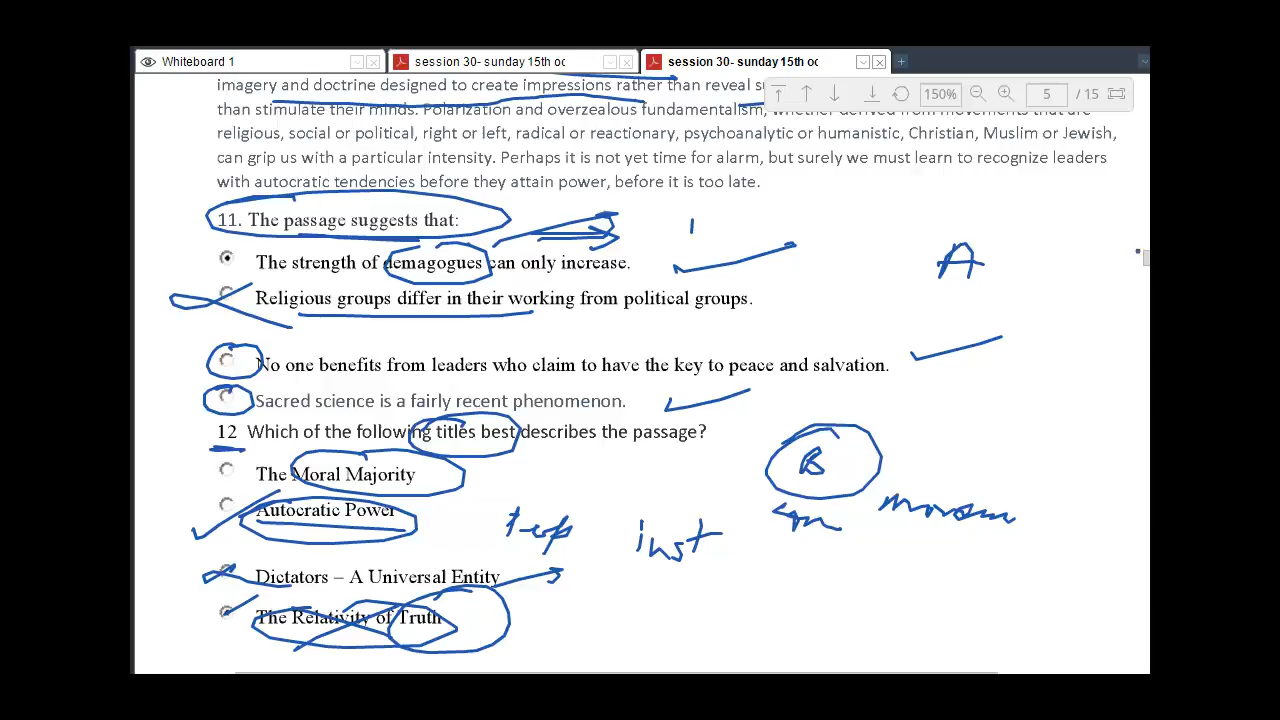 Whiteboard 1
session 30- sunday 15th oc
session 30- sunday 15th oc
150%
5 / 15
imagery and doctrine designed to create impressions rather than reveal
than stimulate their minds. Polarization and overzealous fundamentalism, whether derived from movements that are
religious, social or political, right or left, radical or reactionary, psychoanalytic or humanistic, Christian, Muslim or Jewish,
can grip us with a particular intensity. Perhaps it is not yet time for alarm, but surely we must learn to recognize leaders
with autocratic tendencies before they attain power, before it is too late.
11. The passage suggests that:
The strength of demagogues can only increase.
A
Religious groups differ in their working from political groups.
No one benefits from leaders who claim to have the key to peace and salvation.
Sacred science is a fairly recent phenomenon.
12 Which of the following titles best describes the passage?
B
The Moral Majority
Autocratic Power
inst
Dictators – A Universal Entity
The Relativity of Truth